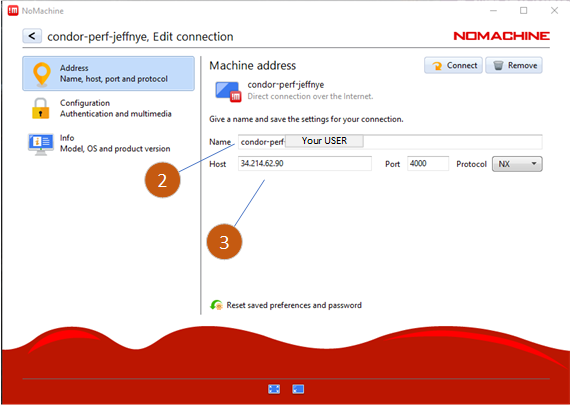 NoMachine
condor-perf-jeffnye, Edit connection
NOMACHINE
Address
Name, host, port and protocol
Configuration
Authentication and multimedia
Info
Model, OS and product version
Machine address
Connect
Remove
condor-perf-jeffnye
Direct connection over the Internet.
Give a name and save the settings for your connection.
Name condor-perf- Your USER
Host 34.214.62.90 Port 4000 Protocol NX
2
3
Reset saved preferences and password